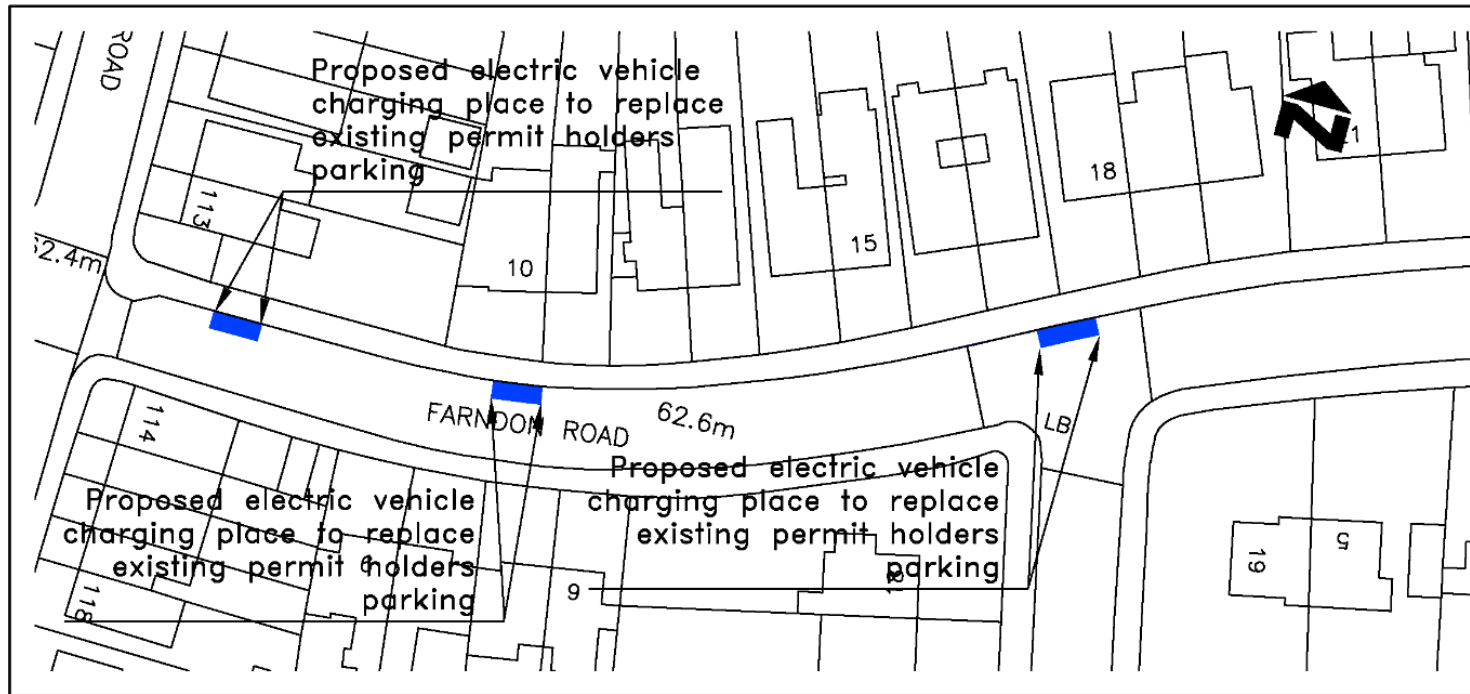 ROAD
Proposed electric vehicle
charging place to replace
existing permit holders
parking
113
62.4m
10
15
18
N
21
FARNDON ROAD
62.6m
LB
114
118
Proposed electric vehicle
charging place to replace
existing permit holders
parking
9
Proposed electric vehicle
charging place to replace
existing permit holders
parking
19
5